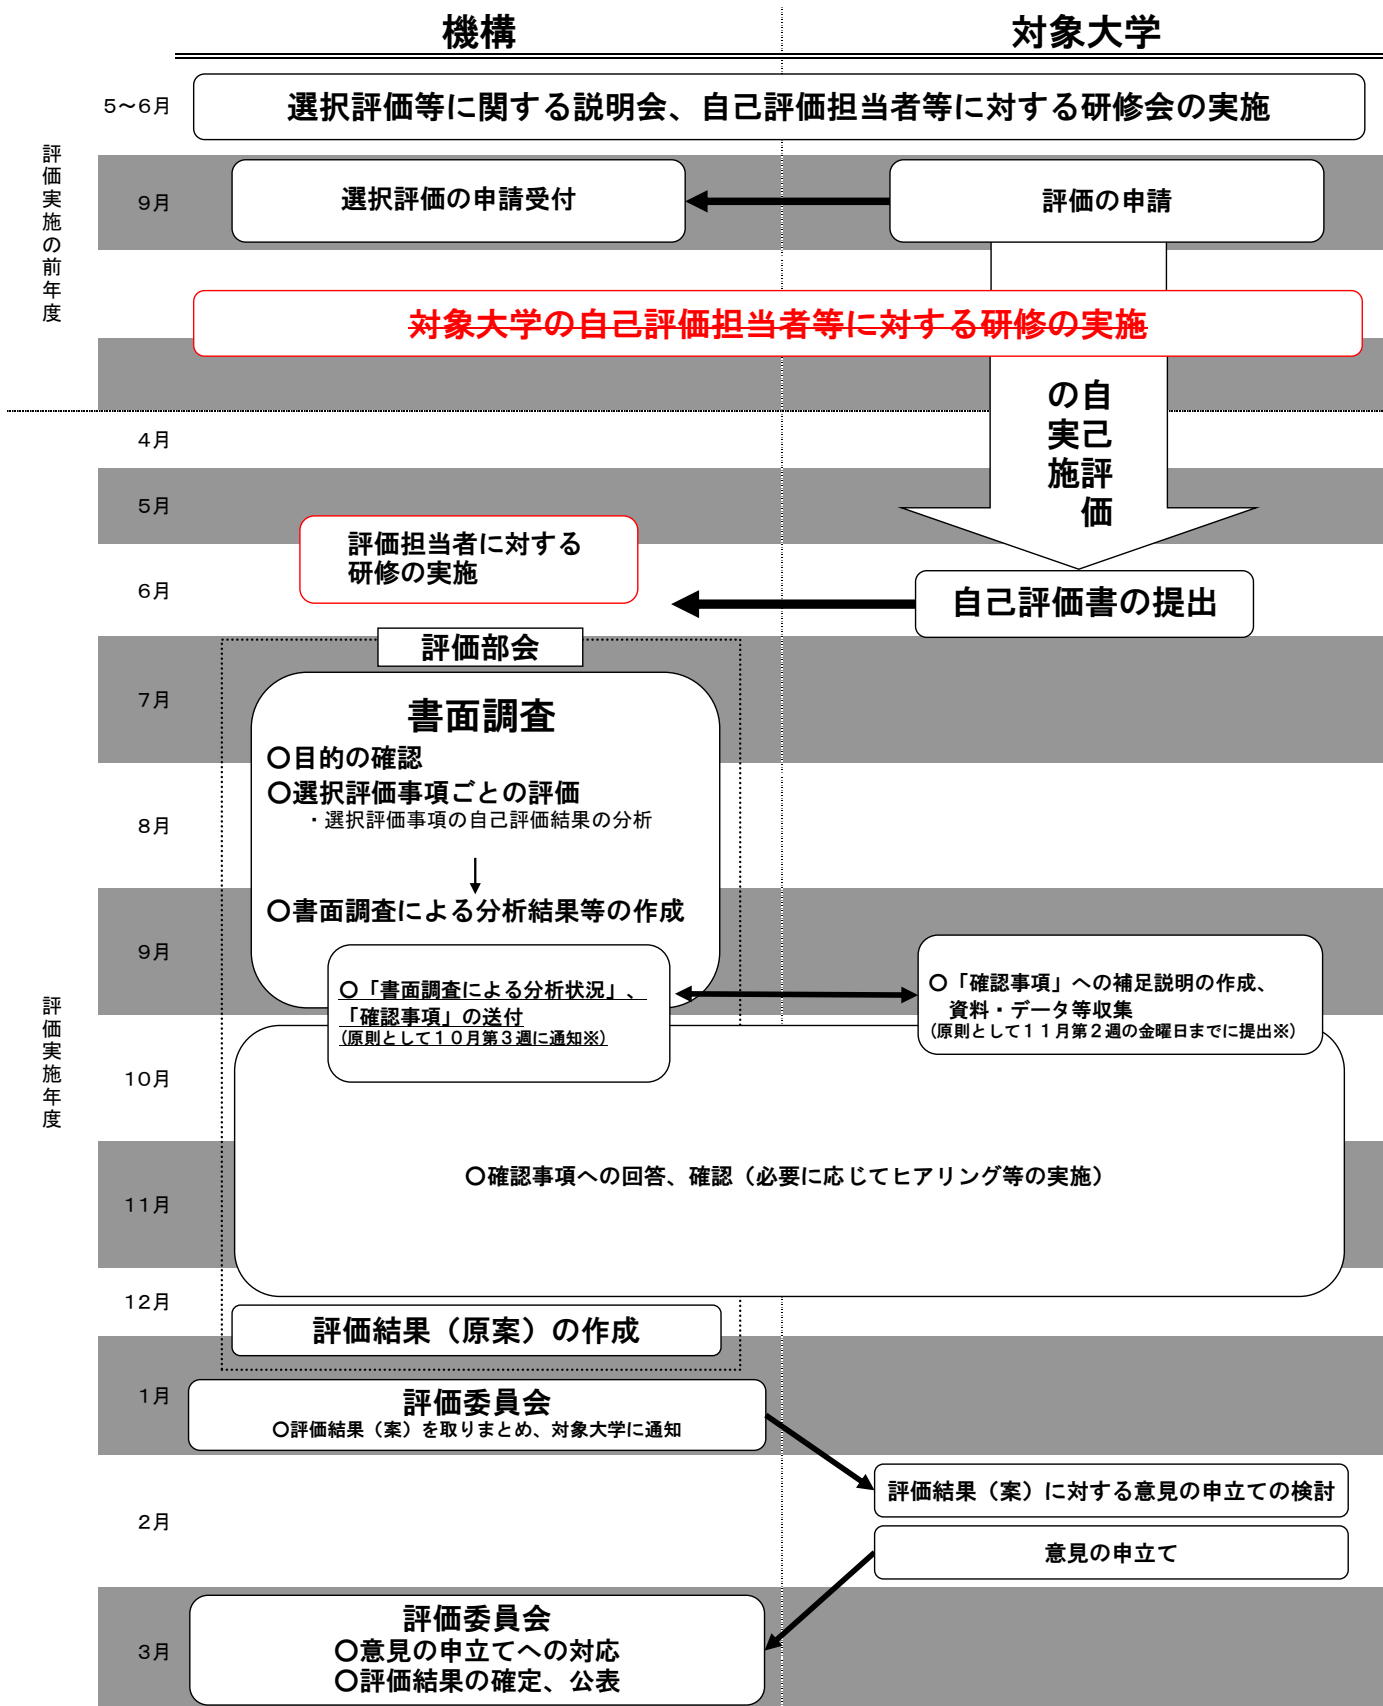 機構
対象大学
5～6月
選択評価等に関する説明会、自己評価担当者等に対する研修会の実施
評価実施の前年度
9月
選択評価の申請受付
評価の申請
対象大学の自己評価担当者等に対する研修の実施
自己評価
の実施
4月
5月
評価担当者に対する
研修の実施
6月
自己評価書の提出
評価部会
7月
書面調査
〇目的の確認
〇選択評価事項ごとの評価
・選択評価事項の自己評価結果の分析
8月
〇書面調査による分析結果等の作成
9月
〇「書面調査による分析状況」、
「確認事項」の送付
(原則として１０月第３週に通知※)
〇「確認事項」への補足説明の作成、
資料・データ等収集
(原則として１１月第２週の金曜日までに提出※)
評価実施年度
10月
〇確認事項への回答、確認（必要に応じてヒアリング等の実施）
11月
12月
評価結果（原案）の作成
1月
評価委員会
〇評価結果（案）を取りまとめ、対象大学に通知
評価結果（案）に対する意見の申立ての検討
2月
意見の申立て
評価委員会
〇意見の申立てへの対応
3月
〇評価結果の確定、公表